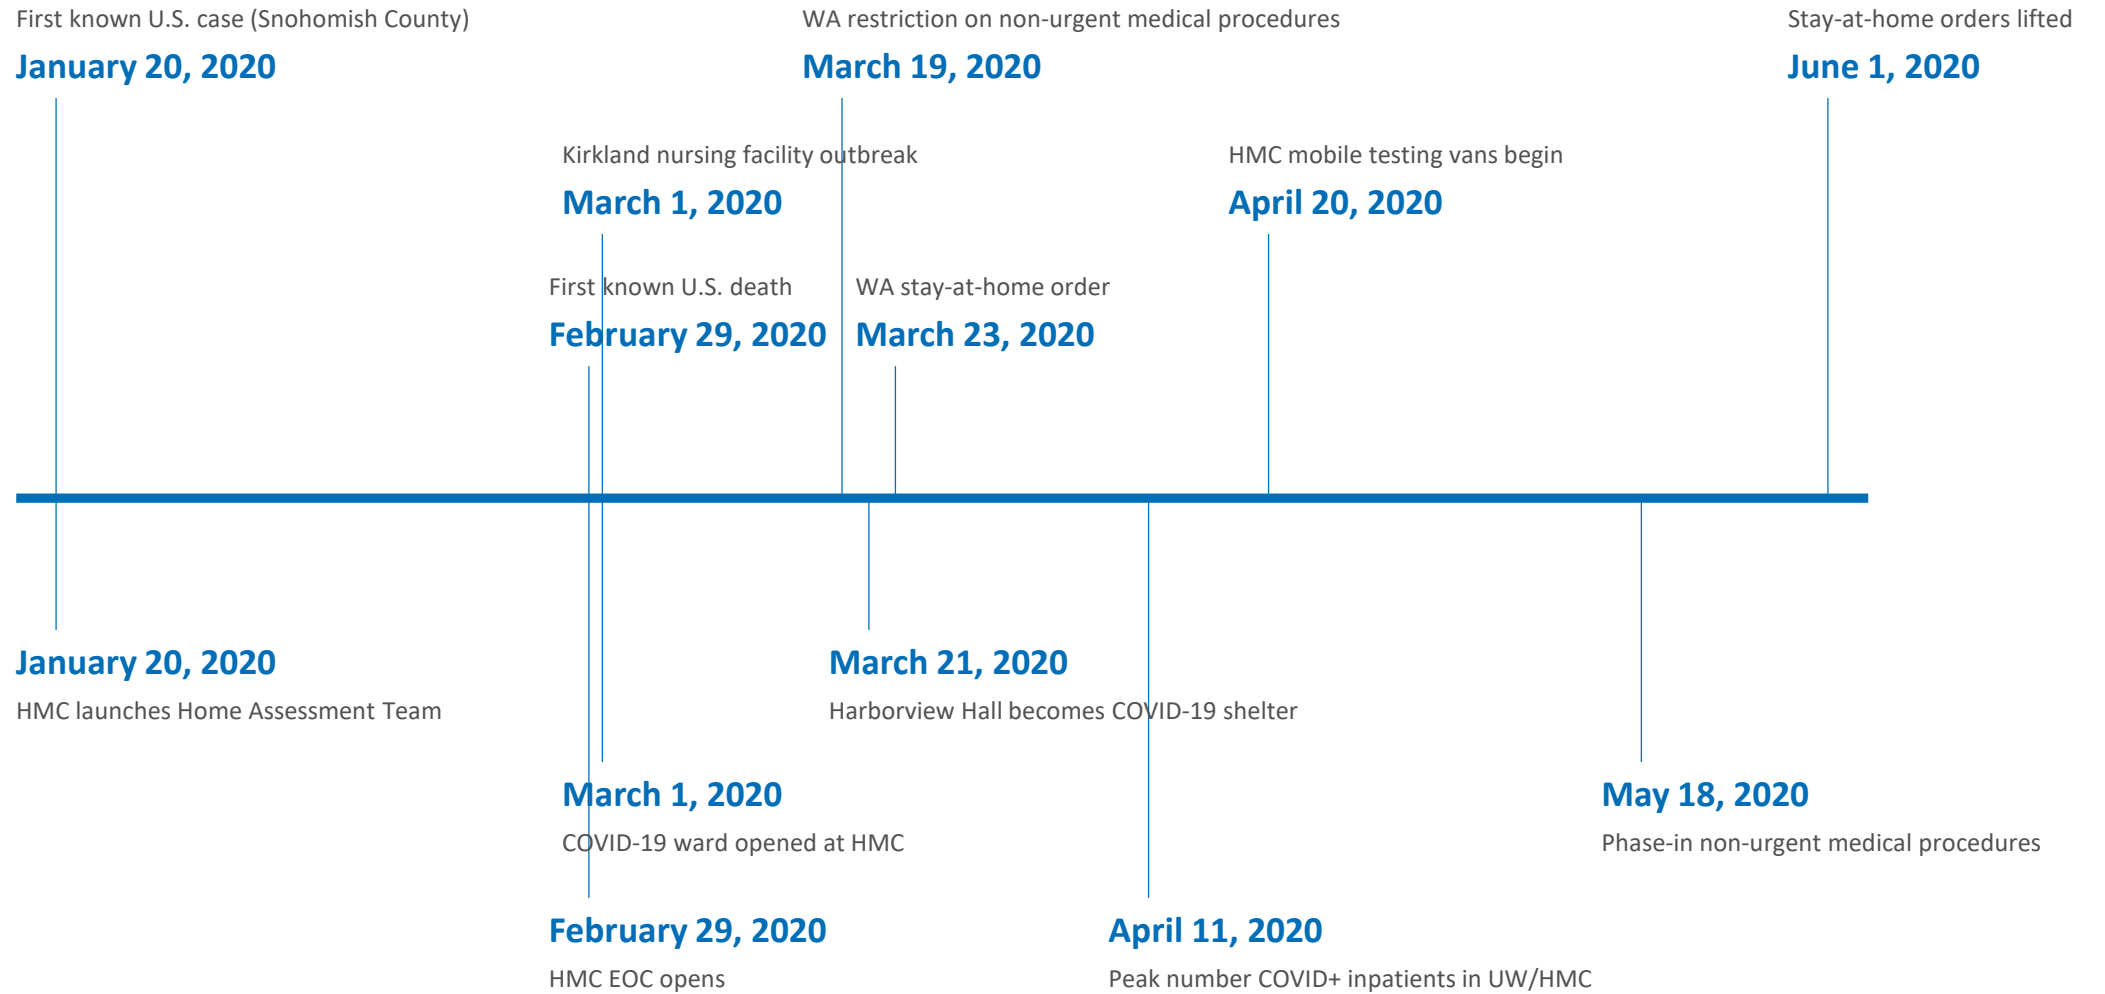 First known U.S. case (Snohomish County)
January 20, 2020
WA restriction on non-urgent medical procedures
March 19, 2020
Stay-at-home orders lifted
June 1, 2020
Kirkland nursing facility outbreak
March 1, 2020
HMC mobile testing vans begin
April 20, 2020
First known U.S. death
February 29, 2020
WA stay-at-home order
March 23, 2020
January 20, 2020
HMC launches Home Assessment Team
March 21, 2020
Harborview Hall becomes COVID-19 shelter
March 1, 2020
COVID-19 ward opened at HMC
May 18, 2020
Phase-in non-urgent medical procedures
February 29, 2020
HMC EOC opens
April 11, 2020
Peak number COVID+ inpatients in UW/HMC